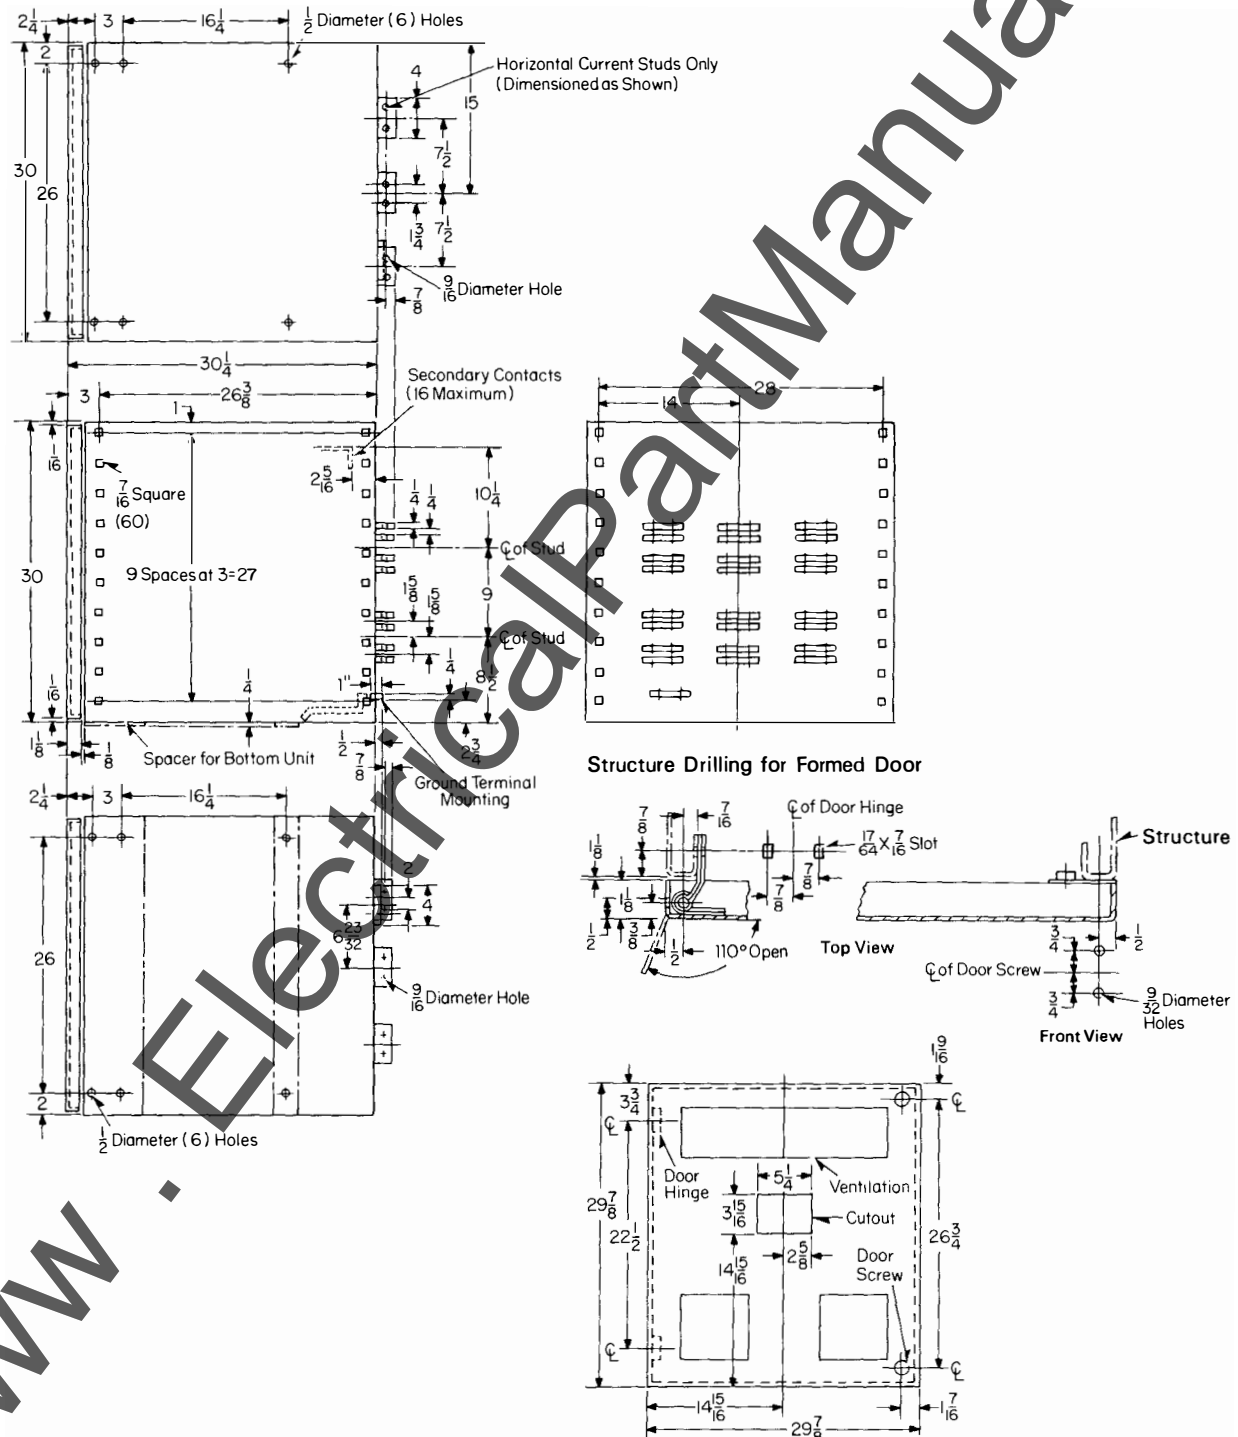 2 1/4 3 16 1/4 1/2 Diameter (6) Holes
2
Horizontal Current Studs Only
(Dimensioned as Shown)
4
15
7 1/2
30
26
1 3/4
7 1/2
9/16 Diameter Hole
7/8
30 1/4
Secondary Contacts
(16 Maximum)
3 26 3/8
1
1/16
7/16 Square
(60)
2 5/16
10 1/4
1/4 1/4
℄ of Stud
30
9 Spaces at 3=27
1 5/8 1 5/8
9
℄ of Stud
8 1/2
1/4
1"
1/4
1/16
1 1/8
1/8
Spacer for Bottom Unit
1/2
2 3/4
7/8
Ground Terminal
Mounting
28
14
Structure Drilling for Formed Door
2 1/4 3 16 1/4
2
4
6 23/32
26
9/16 Diameter Hole
2
1/2 Diameter (6) Holes
7/8 7/16
℄ of Door Hinge
17/64 X 7/16 Slot
1/8
1 1/8
7/8 7/8
1/2 3/8
1/2
110° Open
Top View
Structure
3/4
1/2
℄ of Door Screw
3/4
9/32 Diameter
Holes
Front View
1 9/16
3 3/4
℄ ℄
Door
Hinge
5 1/4
Ventilation
29 7/8
3 15/16
Cutout
22 1/2
2 5/8
26 3/4
14 15/16
Door
Screw
℄ ℄
14 15/16
1 7/16
29 7/8
www . ElectricalPartManua